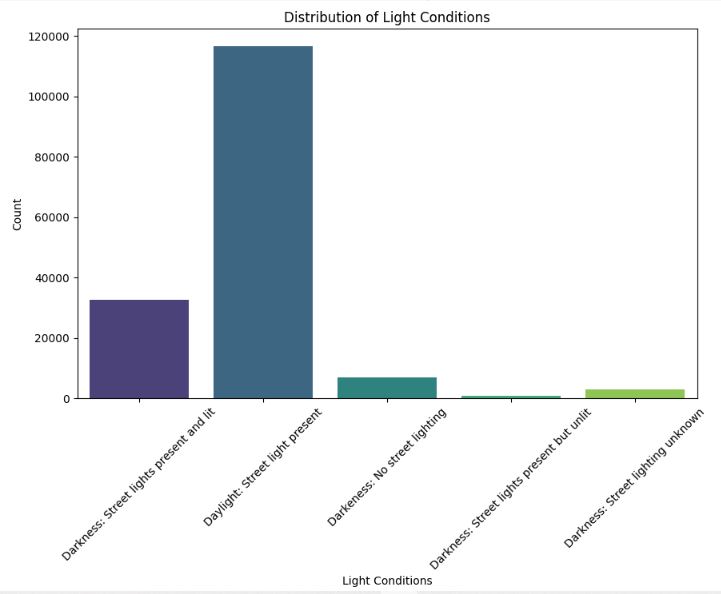 Distribution of Light Conditions
120000
100000
80000
60000
40000
20000
0
Count
Darkness: Street lights present and lit
Daylight: Street light present
Darkeness: No street lighting
Darkness: Street lights present but unlit
Darkness: Street lighting unknown
Light Conditions